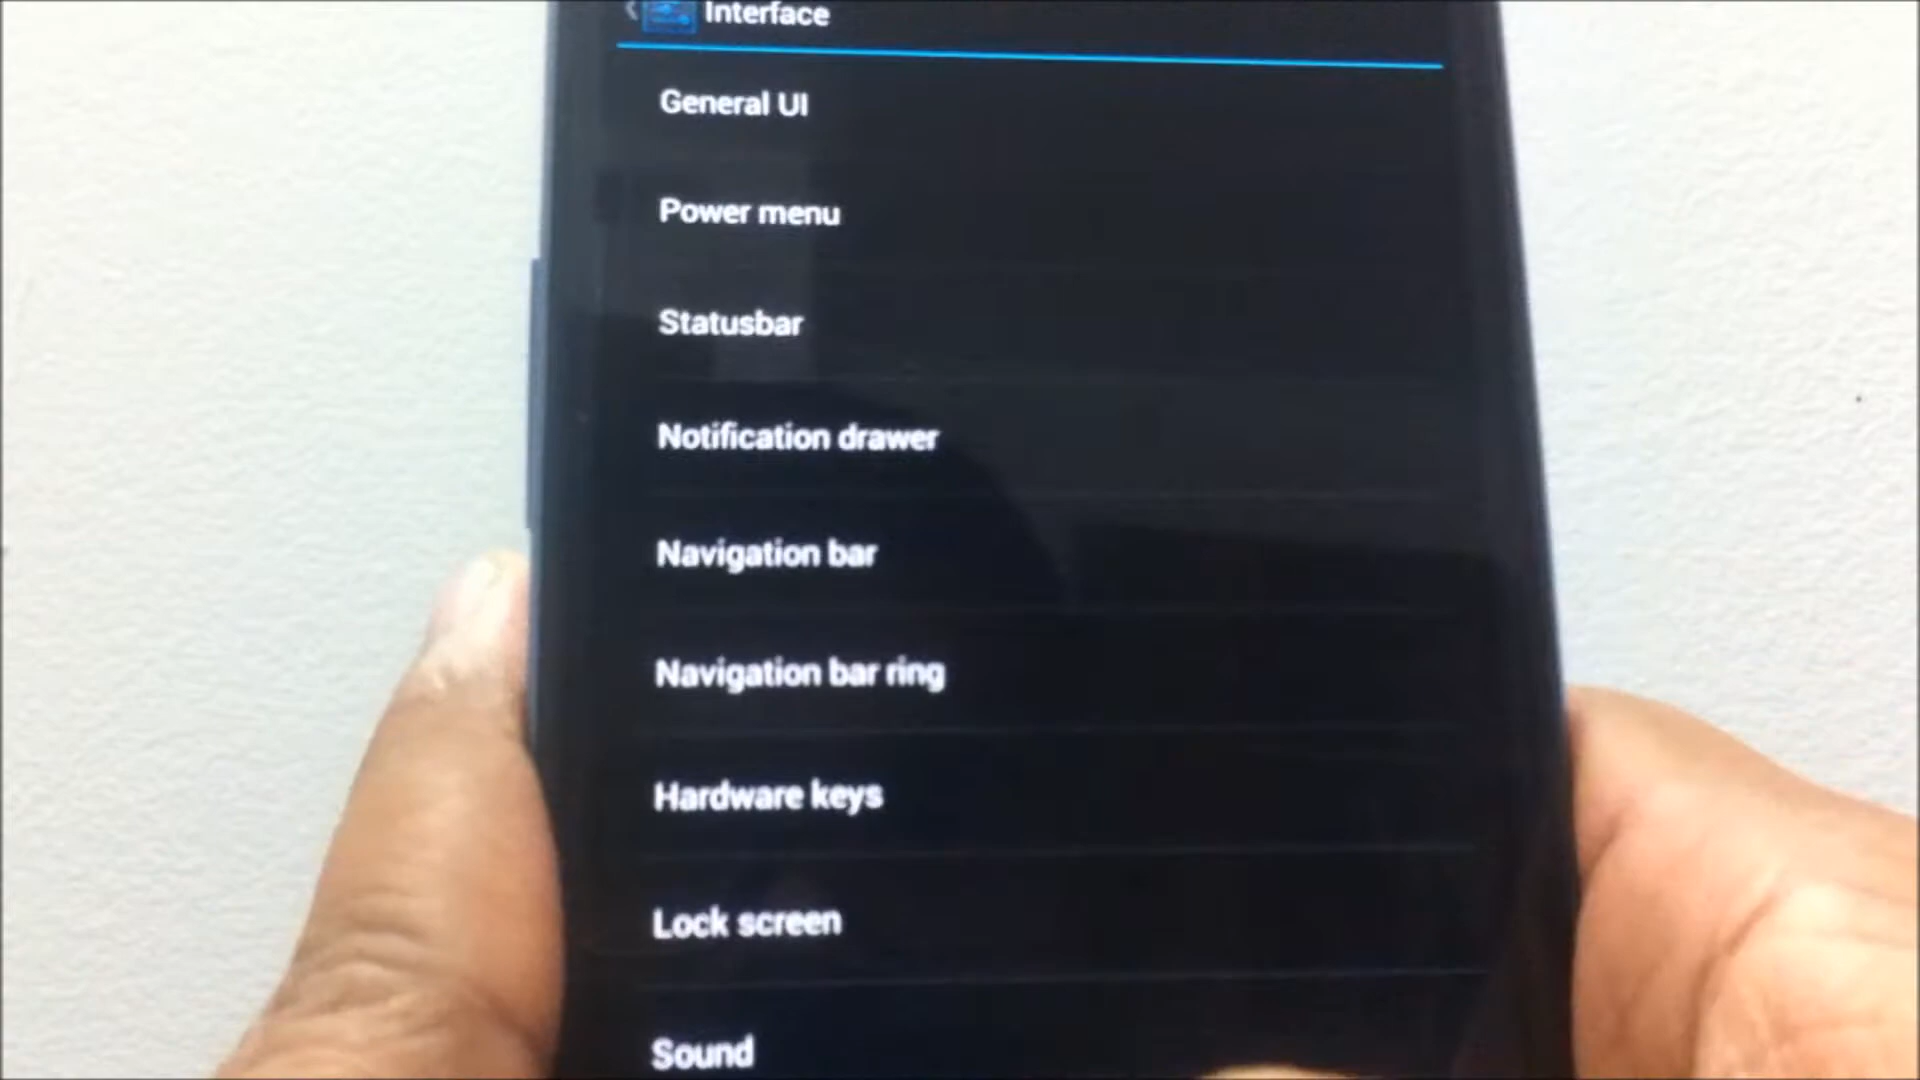 Interface
General UI
Power menu
Statusbar
Notification drawer
Navigation bar
Navigation bar ring
Hardware keys
Lock screen
Sound